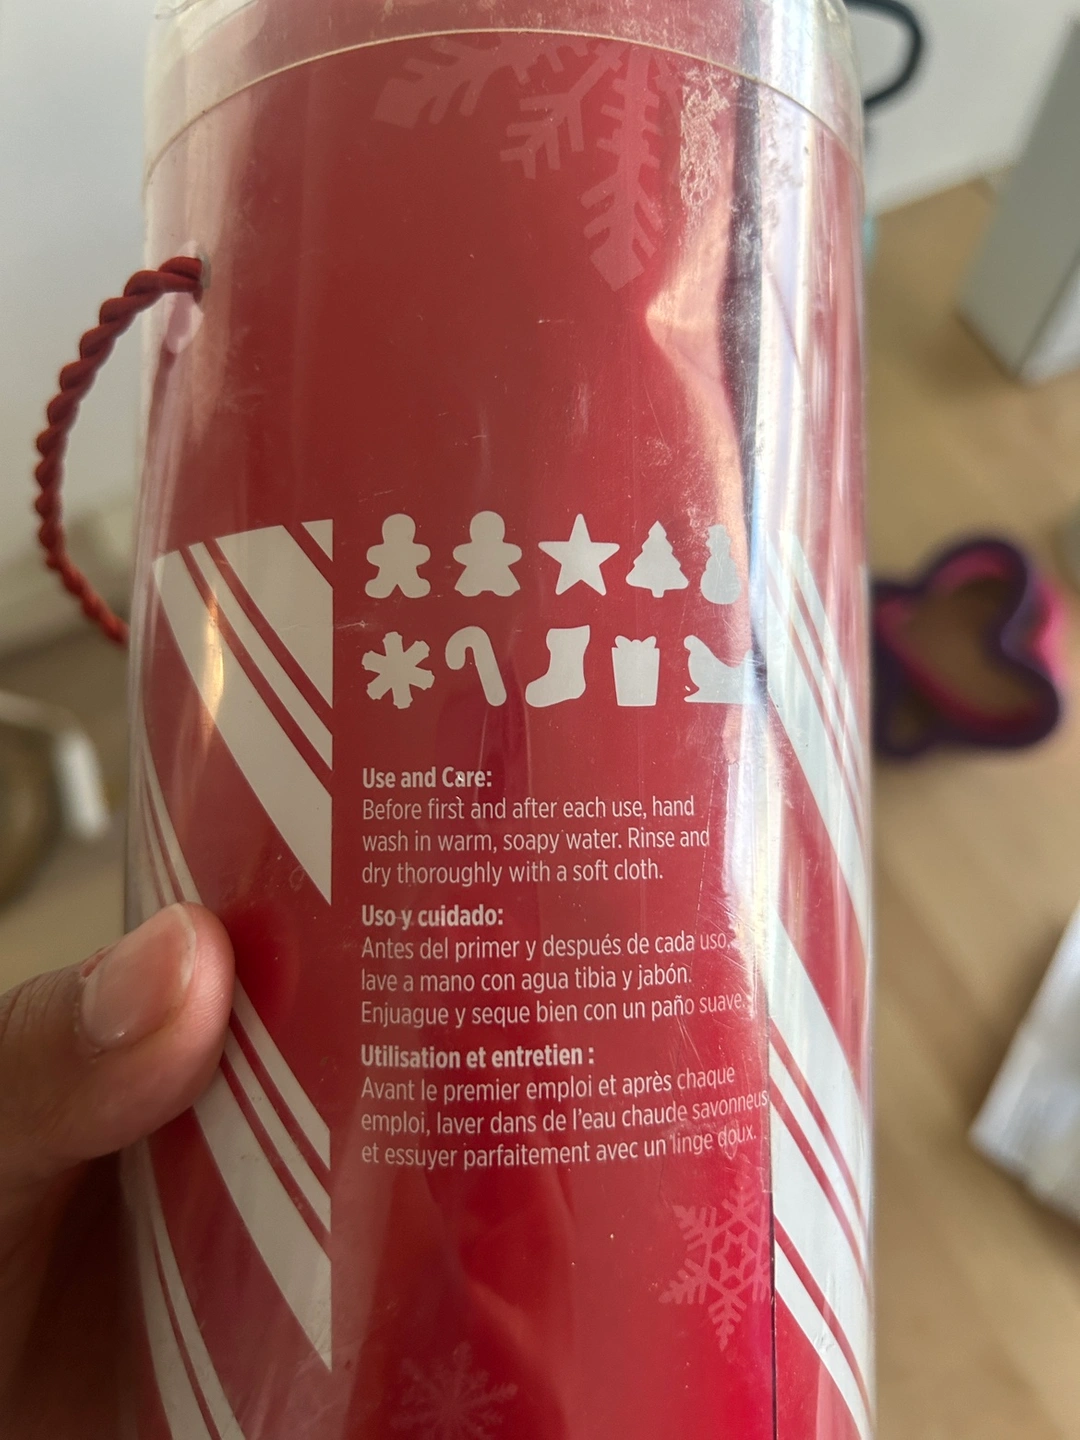 Use and Care:
Before first and after each use, hand
wash in warm, soapy water. Rinse and
dry thoroughly with a soft cloth.
Uso y cuidado:
Antes del primer y después de cada uso,
lave a mano con agua tibia y jabón.
Enjuague y seque bien con un paño suave.
Utilisation et entretien :
Avant le premier emploi et après chaque
emploi, laver dans de l'eau chaude savonneus
et essuyer parfaitement avec un linge doux.